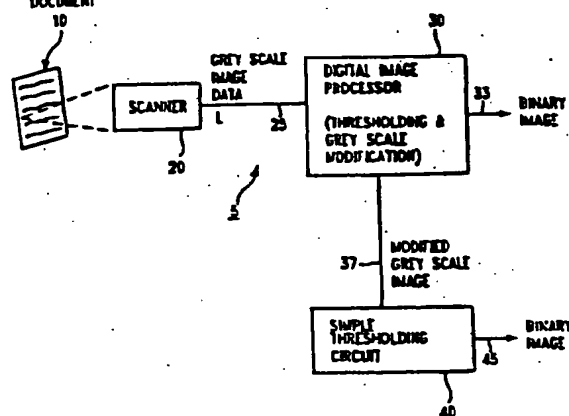 DOCUMENT
10
SCANNER
20
GREY SCALE
IMAGE
DATA
L
25
5
30
DIGITAL IMAGE
PROCESSOR
(THRESHOLDING &
GREY SCALE
MODIFICATION)
33
BINARY
IMAGE
37
MODIFIED
GREY SCALE
IMAGE
SIMPLE
THRESHOLDING
CIRCUIT
40
45
BINARY
IMAGE